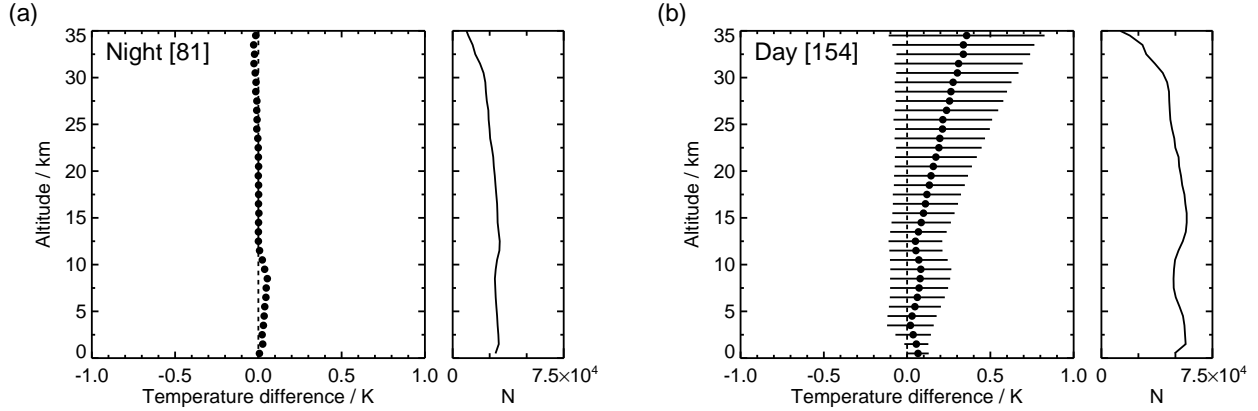 (a)
Night [81]
35
30
25
20
15
10
5
0
Altitude / km
-1.0 -0.5 0.0 0.5 1.0
Temperature difference / K
0 7.5×10⁴
N
(b)
Day [154]
35
30
25
20
15
10
5
0
Altitude / km
-1.0 -0.5 0.0 0.5 1.0
Temperature difference / K
0 7.5×10⁴
N